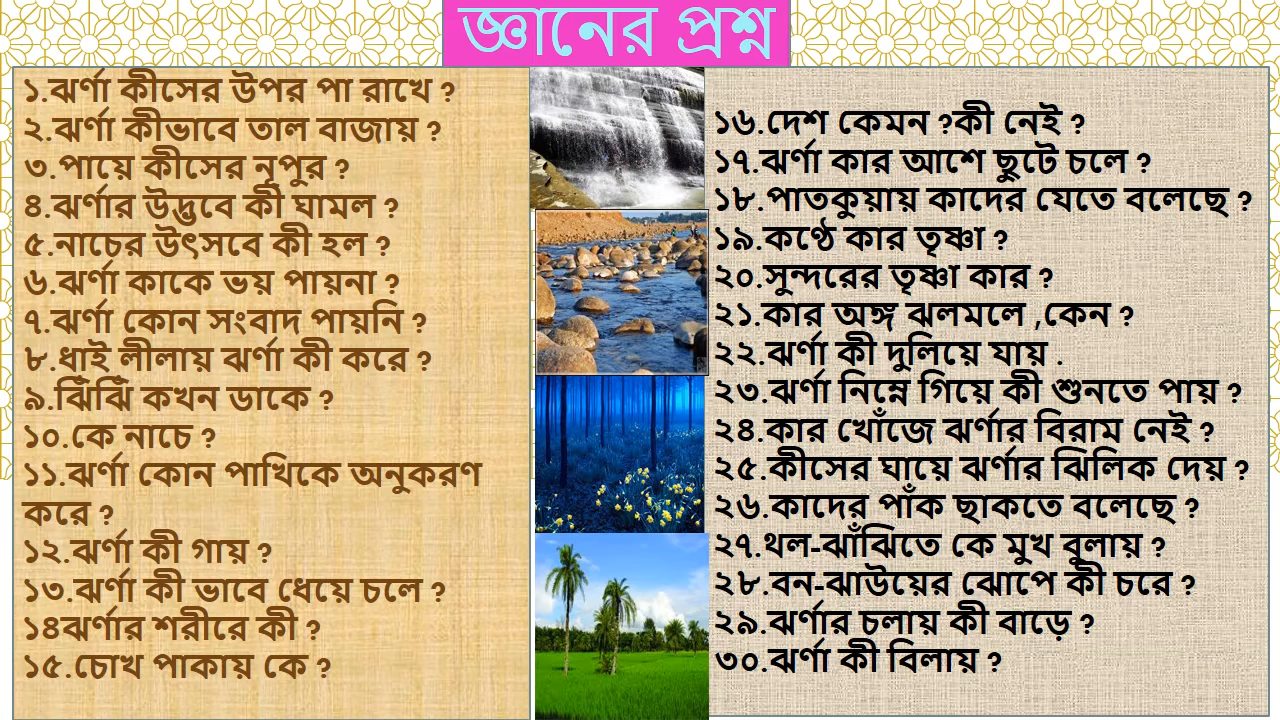 জ্ঞানের প্রশ্ন
১.ঝর্ণা কীসের উপর পা রাখে ?
২.ঝর্ণা কীভাবে তাল বাজায় ?
৩.পায়ে কীসের নূপুর ?
৪.ঝর্ণার উদ্ভবে কী ঘামল ?
৫.নাচের উৎসবে কী হল ?
৬.ঝর্ণা কাকে ভয় পায়না ?
৭.ঝর্ণা কোন সংবাদ পায়নি ?
৮.ধাই লীলায় ঝর্ণা কী করে ?
৯.ঝিঁঝিঁ কখন ডাকে ?
১০.কে নাচে ?
১১.ঝর্ণা কোন পাখিকে অনুকরণ
করে ?
১২.ঝর্ণা কী গায় ?
১৩.ঝর্ণা কী ভাবে ধেয়ে চলে ?
১৪ঝর্ণার শরীরে কী ?
১৫.চোখ পাকায় কে ?
১৬.দেশ কেমন ?কী নেই ?
১৭.ঝর্ণা কার আশে ছুটে চলে ?
১৮.পাতকুয়ায় কাদের যেতে বলেছে ?
১৯.কণ্ঠে কার তৃষ্ণা ?
২০.সুন্দরের তৃষ্ণা কার ?
২১.কার অঙ্গ ঝলমলে ,কেন ?
২২.ঝর্ণা কী দুলিয়ে যায় .
২৩.ঝর্ণা নিম্নে গিয়ে কী শুনতে পায় ?
২৪.কার খোঁজে ঝর্ণার বিরাম নেই ?
২৫.কীসের ঘায়ে ঝর্ণার ঝিলিক দেয় ?
২৬.কাদের পাঁক ছাকতে বলেছে ?
২৭.থল-ঝাঁঝিতে কে মুখ বুলায় ?
২৮.বন-ঝাউয়ের ঝোপে কী চরে ?
২৯.ঝর্ণার চলায় কী বাড়ে ?
৩০.ঝর্ণা কী বিলায় ?